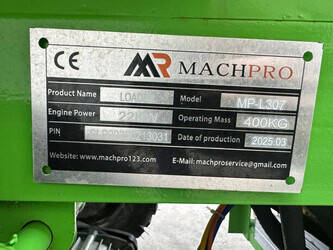 CE MACHPRO
Product Name Model MP-L307
Engine Power Operating Mass 400KG
PIN Date of production 2025.03
Website: www.machpro123.com E-Mail: machproservice@gmail.com